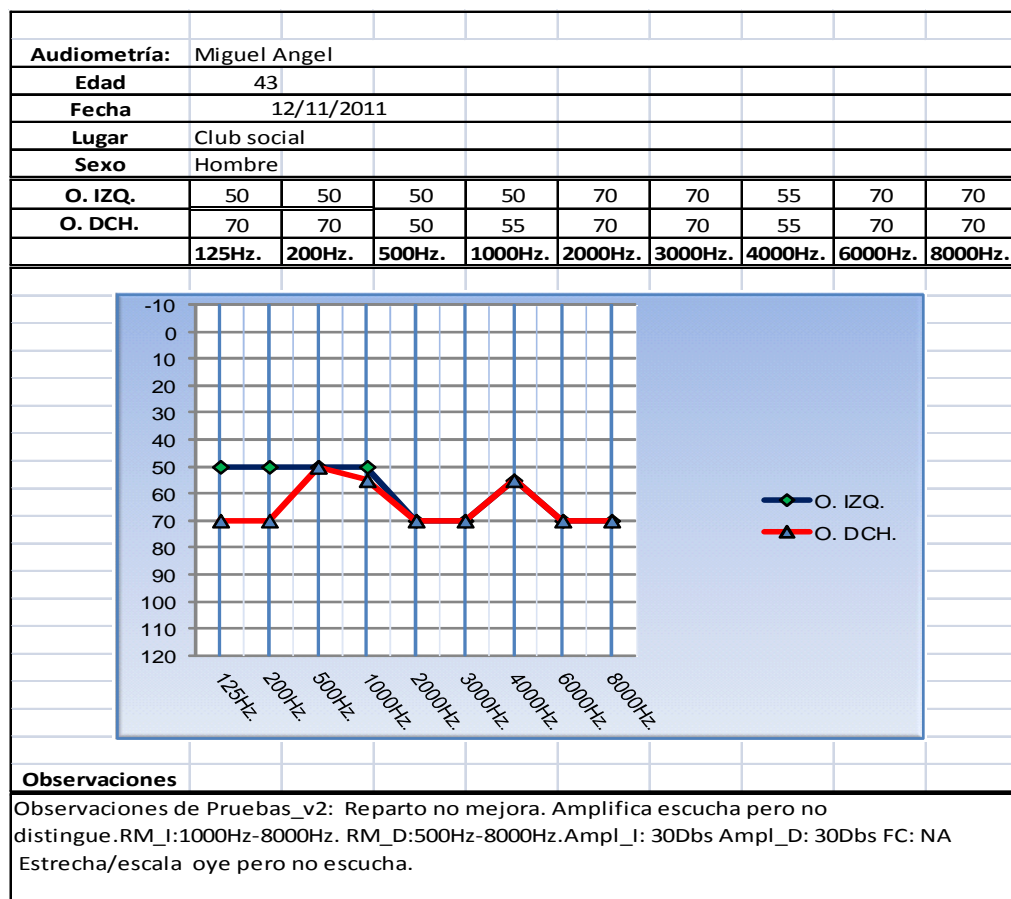 Audiometría: Miguel Angel
Edad 43
Fecha 12/11/2011
Lugar Club social
Sexo Hombre
O. IZQ. 50 50 50 50 70 70 55 70 70
O. DCH. 70 70 50 55 70 70 55 70 70
125Hz. 200Hz. 500Hz. 1000Hz. 2000Hz. 3000Hz. 4000Hz. 6000Hz. 8000Hz.
-10
0
10
20
30
40
50
60
70
80
90
100
110
120
O. IZQ.
O. DCH.
125HZ. 200HZ. 500HZ. 1000HZ. 2000HZ. 3000HZ. 4000HZ. 6000HZ. 8000HZ.
Observaciones
Observaciones de Pruebas_v2: Reparto no mejora. Amplifica escucha pero no
distingue.RM_I:1000Hz-8000Hz. RM_D:500Hz-8000Hz.Ampl_I: 30Dbs Ampl_D: 30Dbs FC: NA
Estrecha/escala oye pero no escucha.